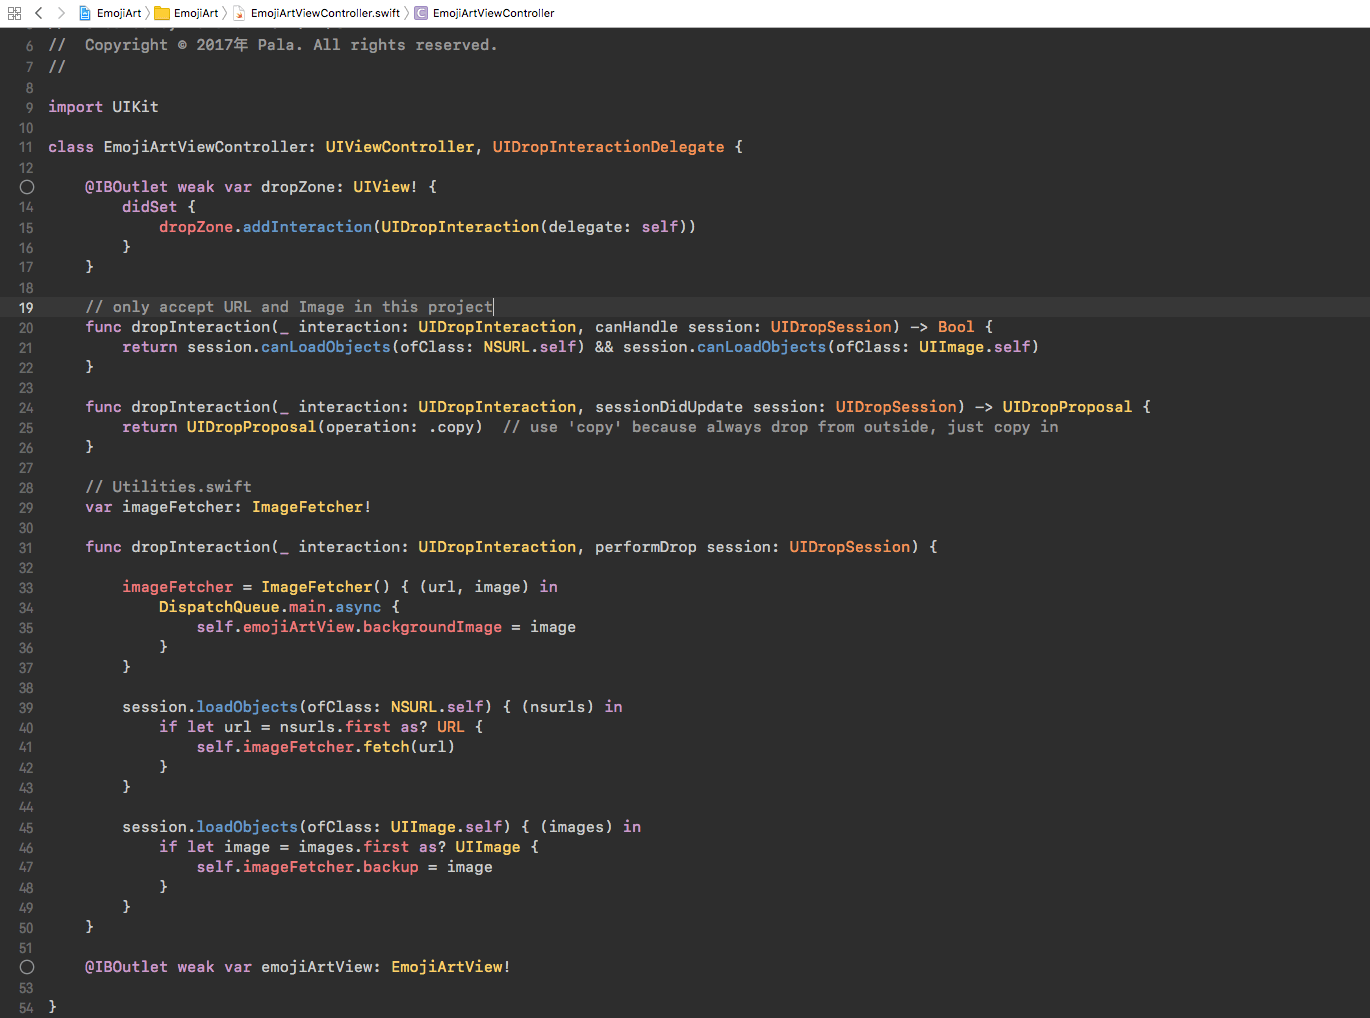 EmojiArt EmojiArt EmojiArtViewController.swift C EmojiArtViewController
6 //  Copyright © 2017年 Pala. All rights reserved.
7 //
8
9 import UIKit
10
11 class EmojiArtViewController: UIViewController, UIDropInteractionDelegate {
12
    @IBOutlet weak var dropZone: UIView! {
14         didSet {
15             dropZone.addInteraction(UIDropInteraction(delegate: self))
16         }
17     }
18
19     // only accept URL and Image in this project
20     func dropInteraction(_ interaction: UIDropInteraction, canHandle session: UIDropSession) -> Bool {
21         return session.canLoadObjects(ofClass: NSURL.self) && session.canLoadObjects(ofClass: UIImage.self)
22     }
23
24     func dropInteraction(_ interaction: UIDropInteraction, sessionDidUpdate session: UIDropSession) -> UIDropProposal {
25         return UIDropProposal(operation: .copy)  // use 'copy' because always drop from outside, just copy in
26     }
27
28     // Utilities.swift
29     var imageFetcher: ImageFetcher!
30
31     func dropInteraction(_ interaction: UIDropInteraction, performDrop session: UIDropSession) {
32
33         imageFetcher = ImageFetcher() { (url, image) in
34             DispatchQueue.main.async {
35                 self.emojiArtView.backgroundImage = image
36             }
37         }
38
39         session.loadObjects(ofClass: NSURL.self) { (nsurls) in
40             if let url = nsurls.first as? URL {
41                 self.imageFetcher.fetch(url)
42             }
43         }
44
45         session.loadObjects(ofClass: UIImage.self) { (images) in
46             if let image = images.first as? UIImage {
47                 self.imageFetcher.backup = image
48             }
49         }
50     }
51
    @IBOutlet weak var emojiArtView: EmojiArtView!
53
54 }